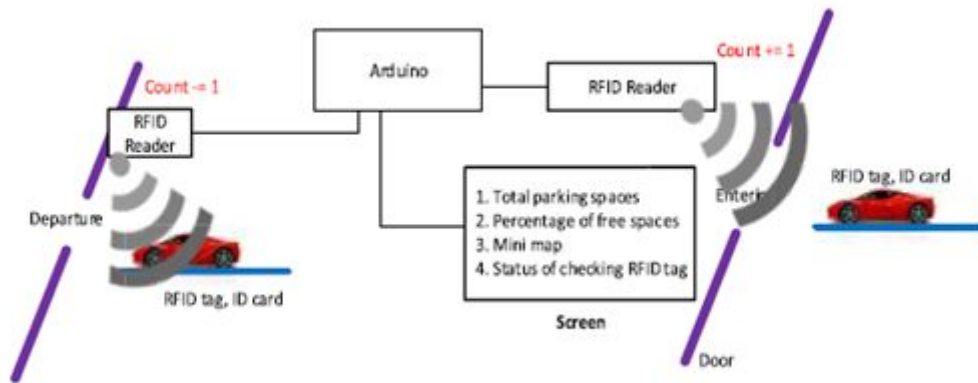 Count += 1
Arduino
Count -= 1
RFID Reader
RFID
Reader
RFID tag, ID card
1. Total parking spaces
2. Percentage of free spaces
3. Mini map
4. Status of checking RFID tag
Enterin
Departure
RFID tag, ID card
Screen
Door